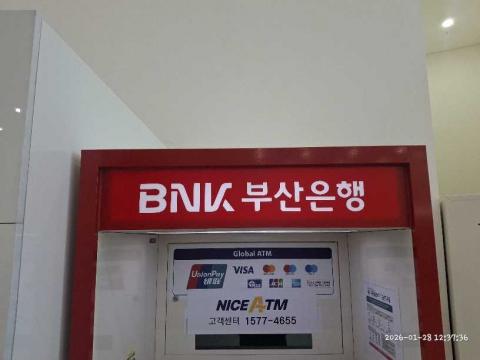 BNK 부산은행
Global ATM
UnionPay
银联
VISA
JCB
NICE ATM
고객센터 1577-4655
2026-01-28 12:37:36